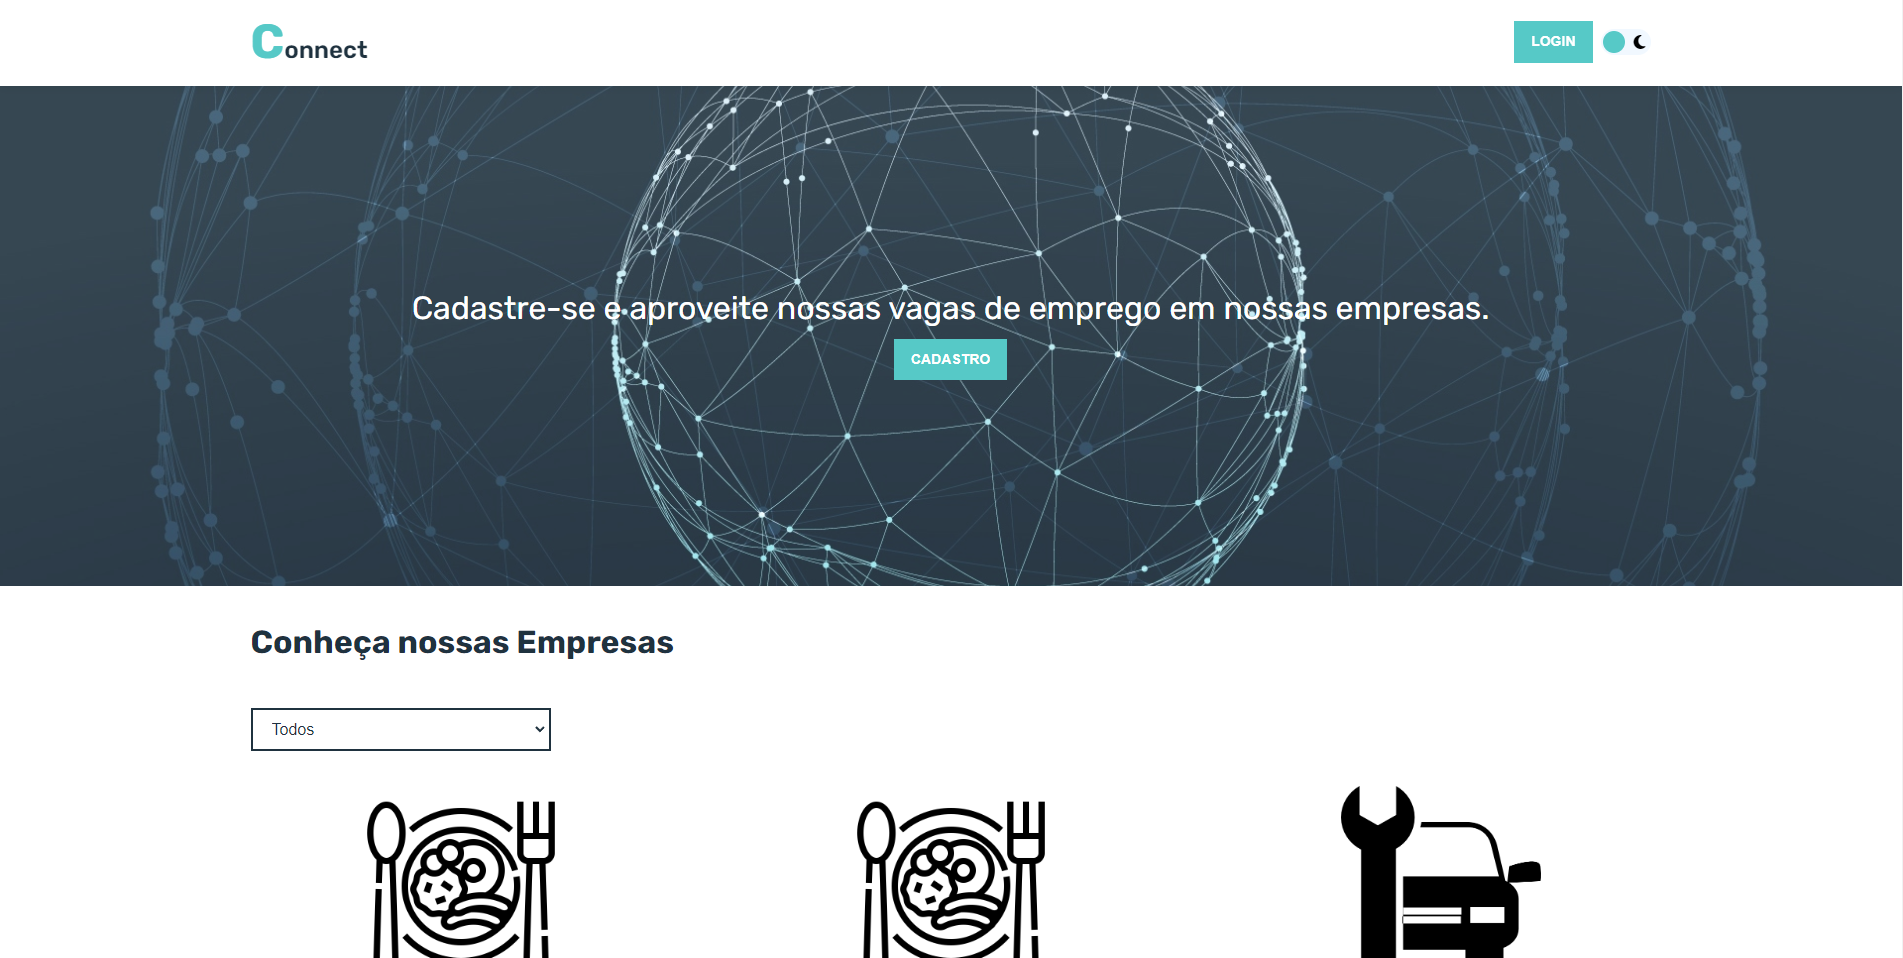 Connect
LOGIN
Cadastre-se e aproveite nossas vagas de emprego em nossas empresas.
CADASTRO
Conheça nossas Empresas
Todos